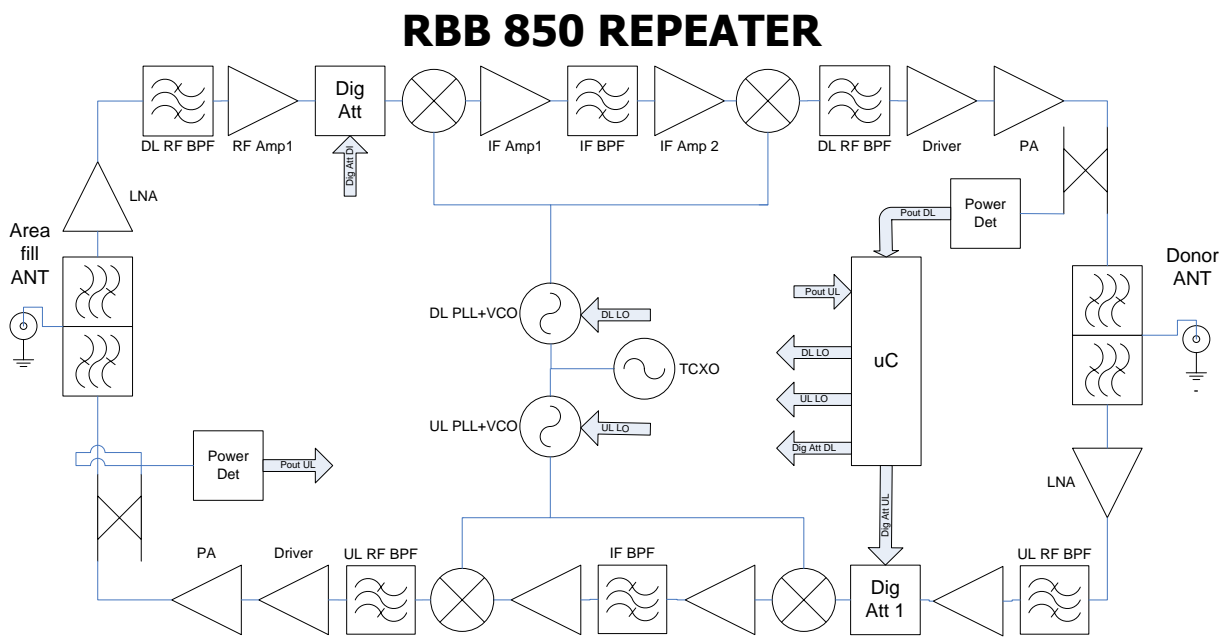 RBB 850 REPEATER
Dig
Att
DL RF BPF
RF Amp1
IF Amp1
IF BPF
IF Amp 2
DL RF BPF
Driver
PA
Dig Att Dl
LNA
Power
Det
Pout DL
Area
fill
ANT
Donor
ANT
Pout UL
DL PLL+VCO
DL LO
DL LO
uC
TCXO
UL LO
UL PLL+VCO
UL LO
Dig Att DL
Power
Det
Pout UL
LNA
Dig Att UL
PA
Driver
UL RF BPF
IF BPF
UL RF BPF
Dig
Att 1